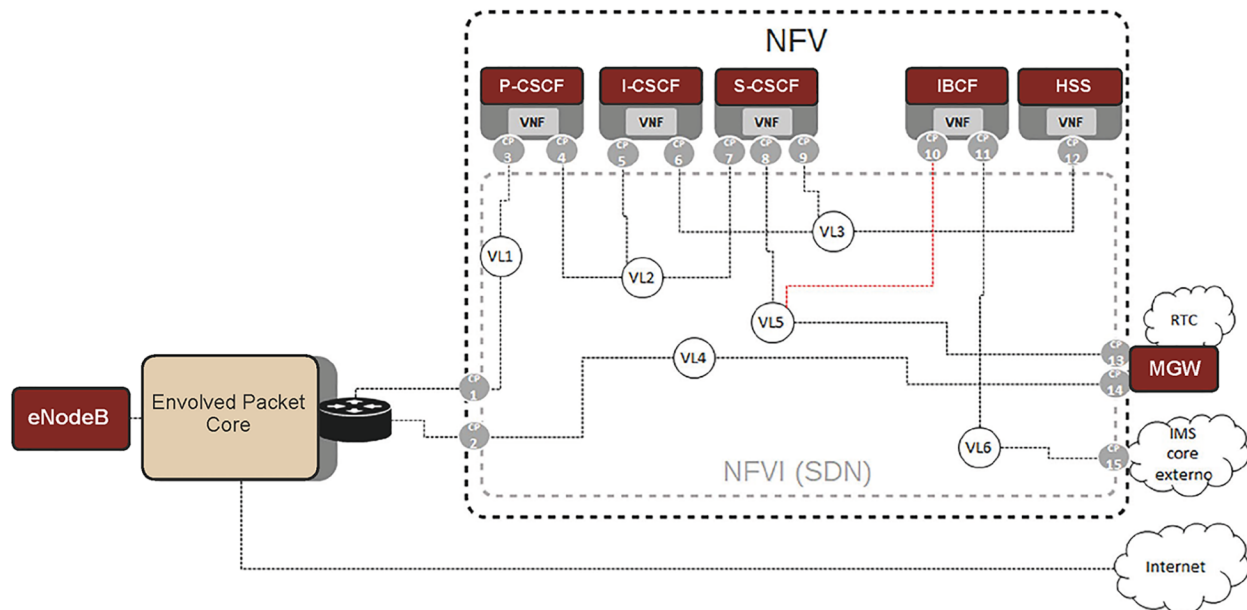 NFV
P-CSCF
I-CSCF
S-CSCF
IBCF
HSS
VNF
VNF
VNF
VNF
VNF
CP
3
CP
4
CP
5
CP
6
CP
7
CP
8
CP
9
CP
10
CP
11
CP
12
VL1
VL2
VL3
VL5
VL4
VL6
RTC
CP
13
CP
14
MGW
CP
1
CP
2
eNodeB
Envolved Packet
Core
IMS
core
externo
CP
15
NFVI (SDN)
Internet